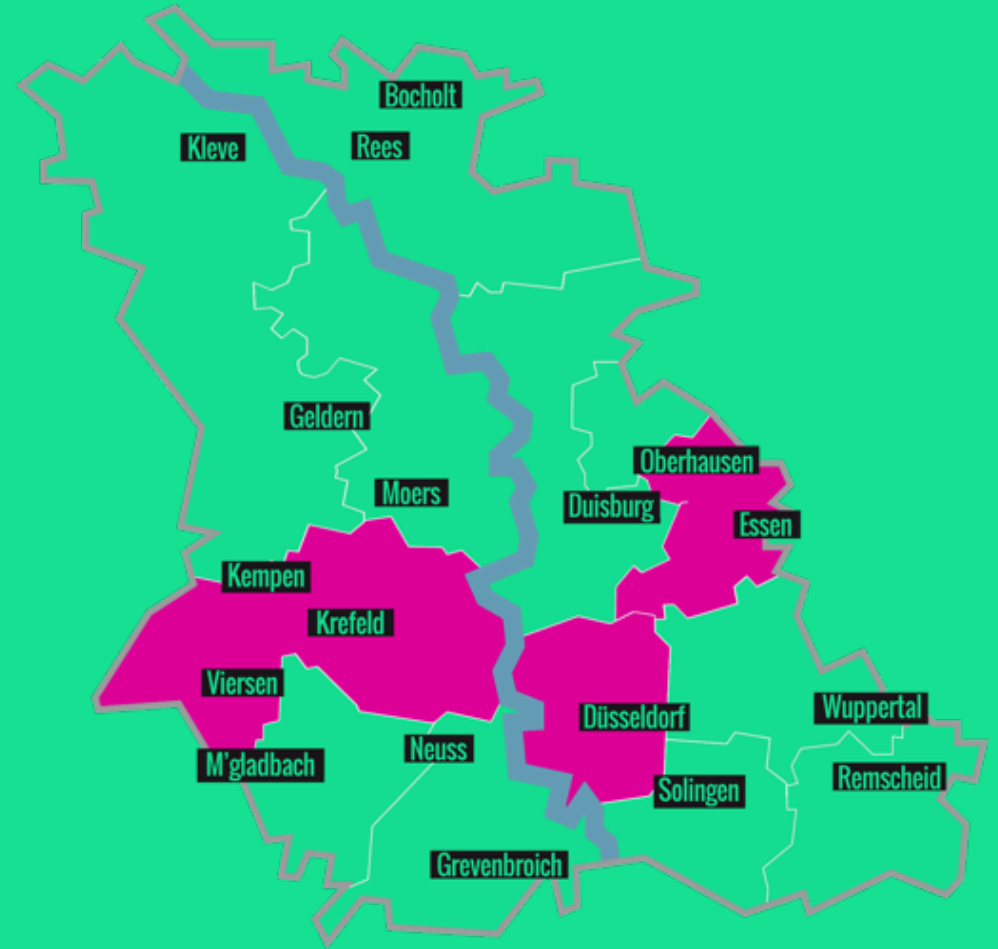 Bocholt
Kleve
Rees
Geldern
Oberhausen
Moers
Duisburg
Essen
Kempen
Krefeld
Viersen
Düsseldorf
Wuppertal
Neuss
M'gladbach
Remscheid
Solingen
Grevenbroich